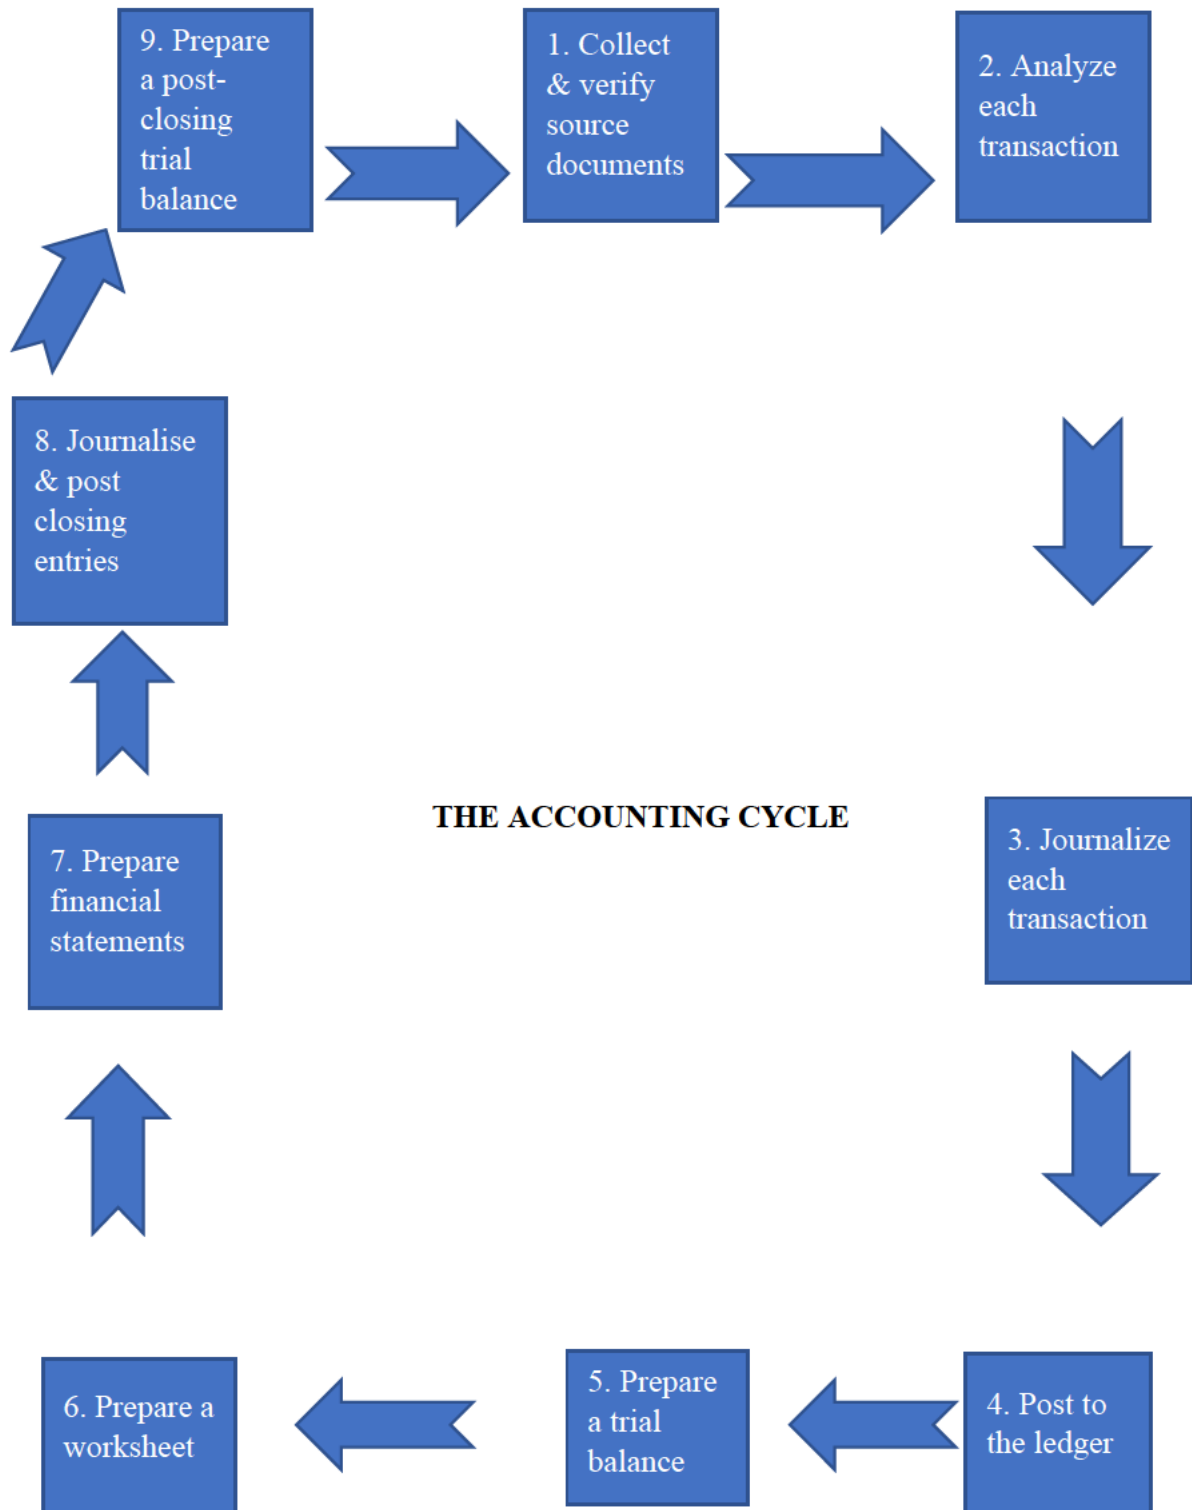 1. Collect
& verify
source
documents
2. Analyze
each
transaction
3. Journalize
each
transaction
4. Post to
the ledger
5. Prepare
a trial
balance
6. Prepare a
worksheet
7. Prepare
financial
statements
8. Journalise
& post
closing
entries
9. Prepare
a post-
closing
trial
balance
THE ACCOUNTING CYCLE